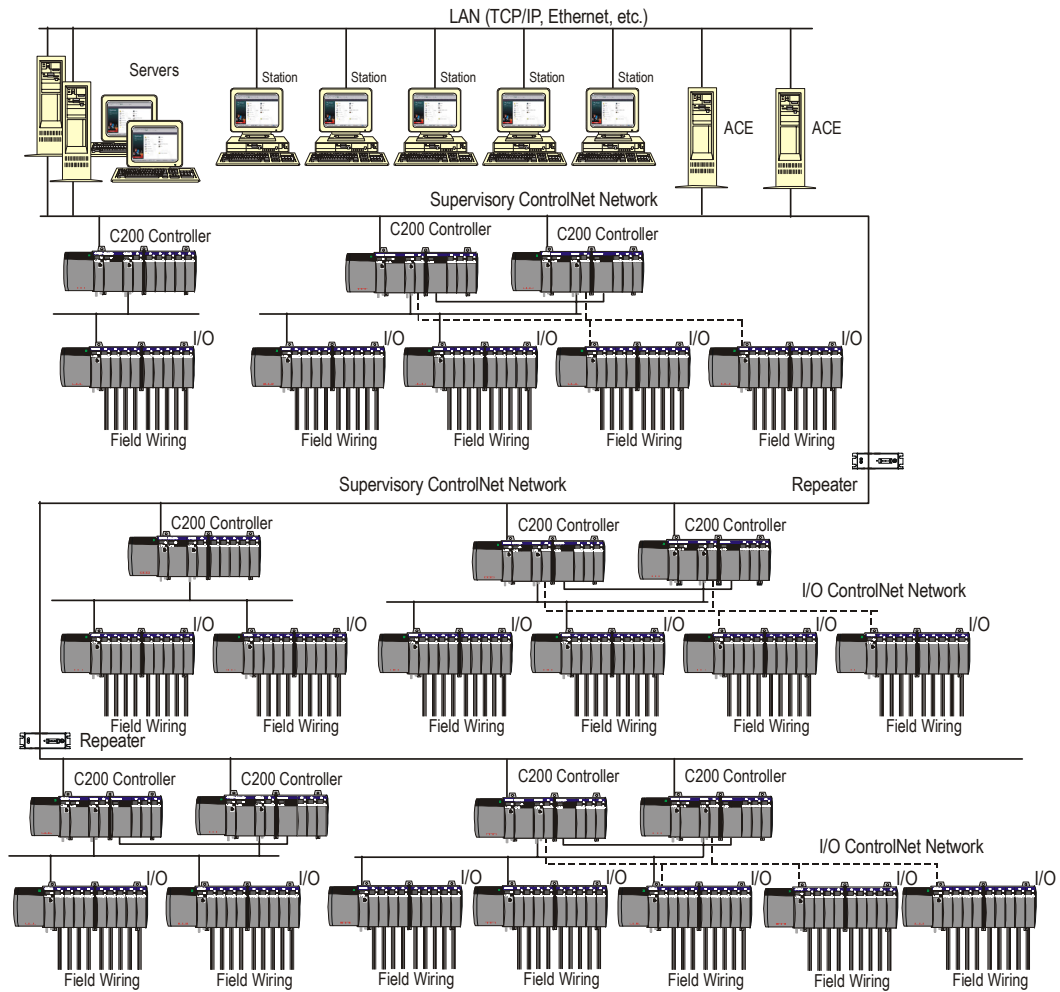 LAN (TCP/IP, Ethernet, etc.)
Servers
Station
Station
Station
Station
Station
ACE
ACE
Supervisory ControlNet Network
C200 Controller
C200 Controller
C200 Controller
I/O
I/O
I/O
I/O
I/O
Field Wiring
Field Wiring
Field Wiring
Field Wiring
Field Wiring
Supervisory ControlNet Network
Repeater
C200 Controller
C200 Controller
C200 Controller
I/O ControlNet Network
I/O
I/O
I/O
I/O
I/O
I/O
Field Wiring
Field Wiring
Field Wiring
Field Wiring
Field Wiring
Field Wiring
Repeater
C200 Controller
C200 Controller
C200 Controller
C200 Controller
I/O ControlNet Network
I/O
I/O
I/O
I/O
I/O
I/O
I/O
Field Wiring
Field Wiring
Field Wiring
Field Wiring
Field Wiring
Field Wiring
Field Wiring